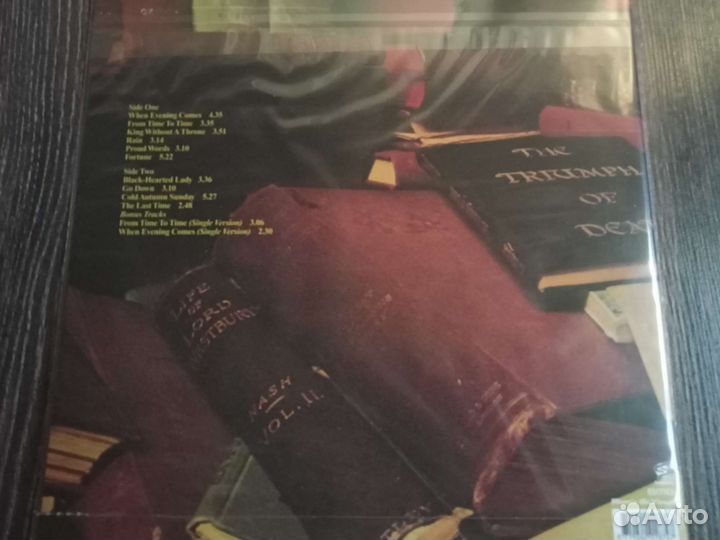 Side One
When Evening Comes 4.35
From Time To Time 3.35
King Without A Throne 3.51
Rain 3.14
Proud Words 3.10
Fortune 5.22
Side Two
Black-Hearted Lady 3.36
Go Down 3.10
Cold Autumn Sunday 5.27
The Last Time 2.48
Bonus Tracks
From Time To Time (Single Version) 3.06
When Evening Comes (Single Version) 2.30
THE
TRIUMPH
OF
LIFE
OF
LORD
NASH
VOL. II
Avito